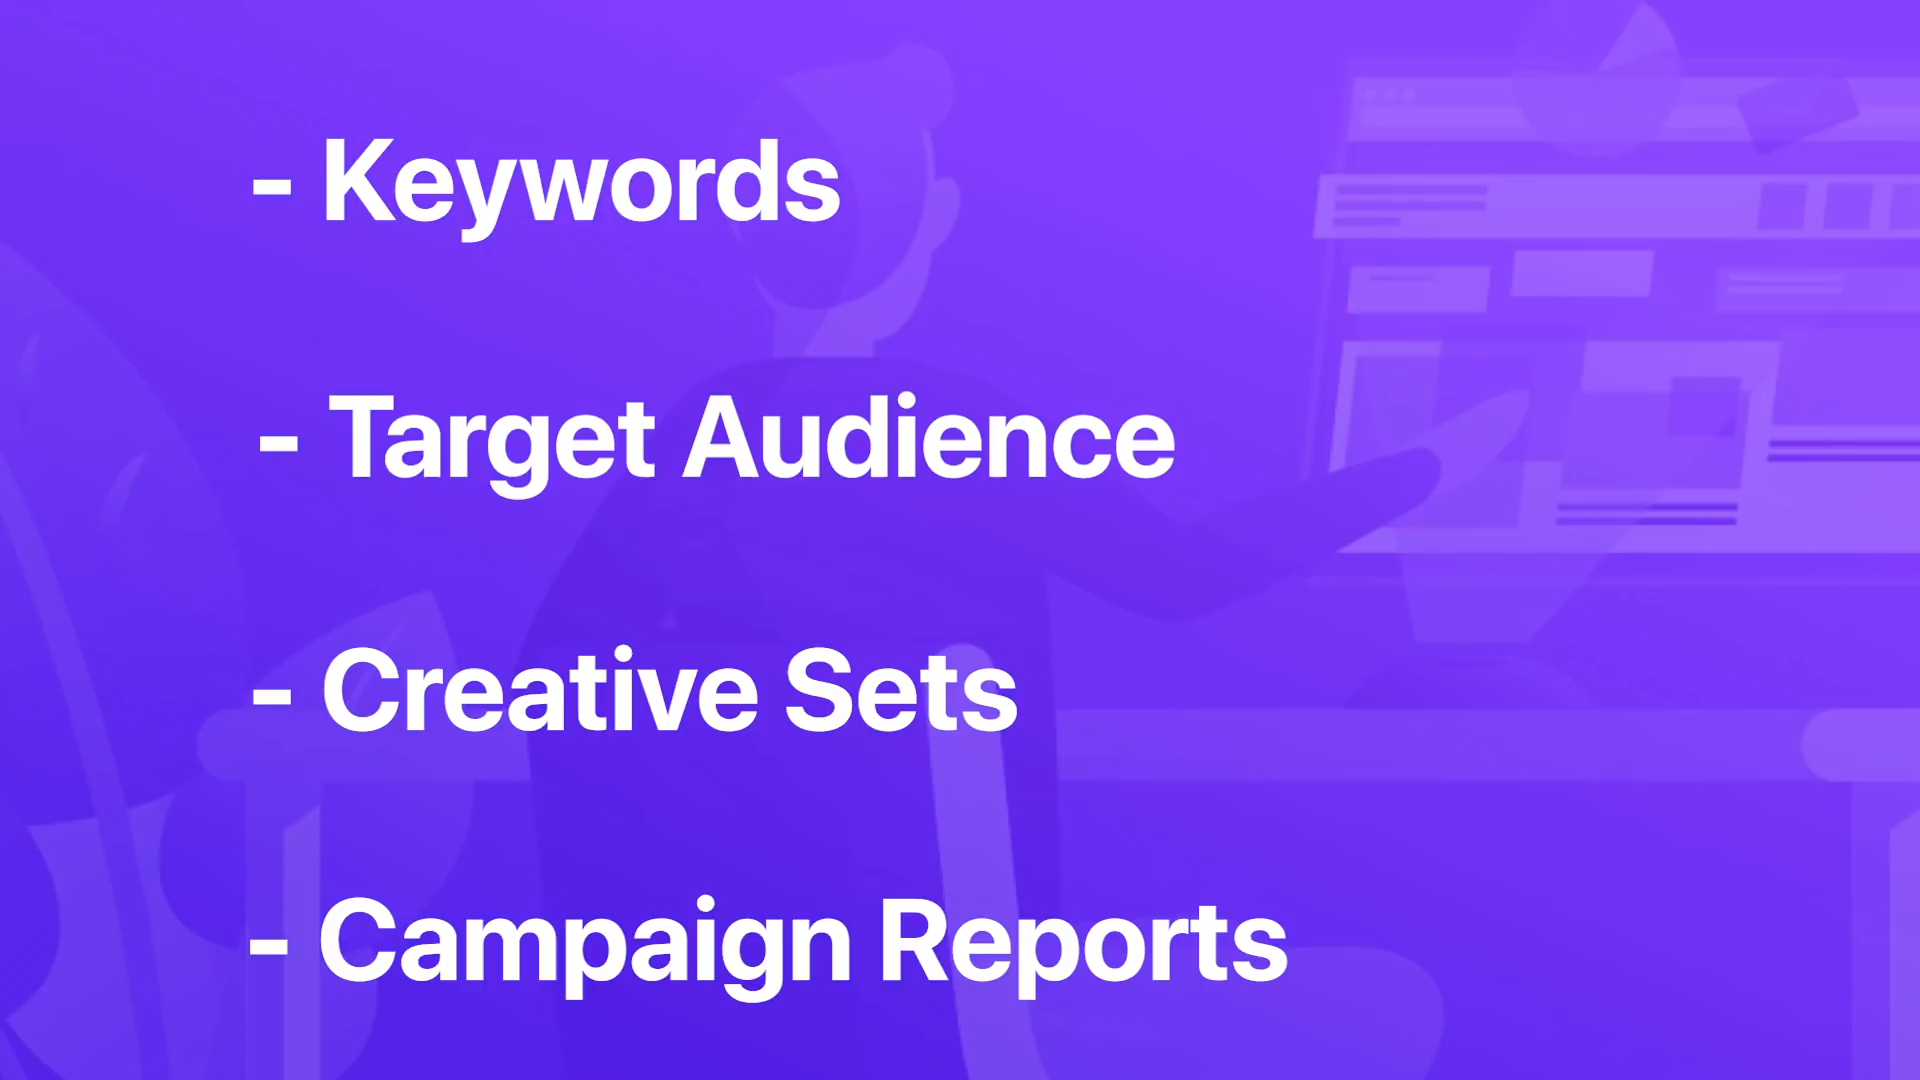 - Keywords
- Target Audience
- Creative Sets
- Campaign Reports